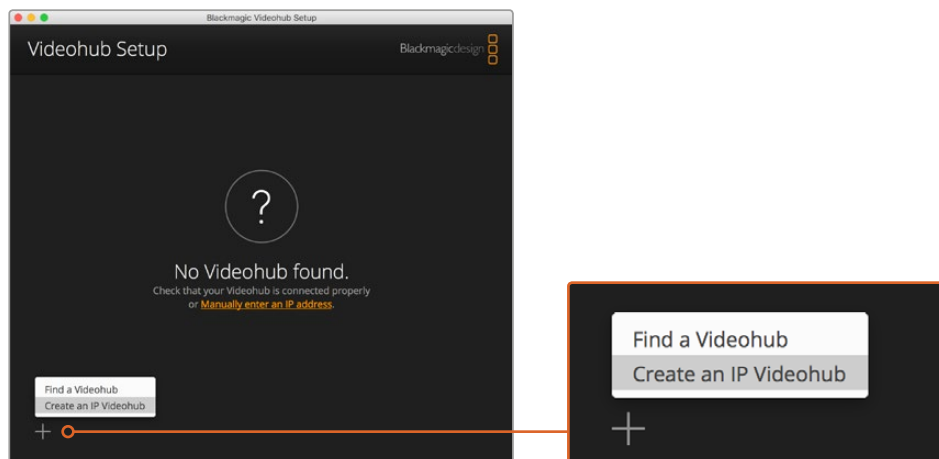 Blackmagic Videohub Setup
Videohub Setup
Blackmagicdesign
?
No Videohub found.
Check that your Videohub is connected properly
or Manually enter an IP address.
Find a Videohub
Create an IP Videohub
Find a Videohub
Create an IP Videohub